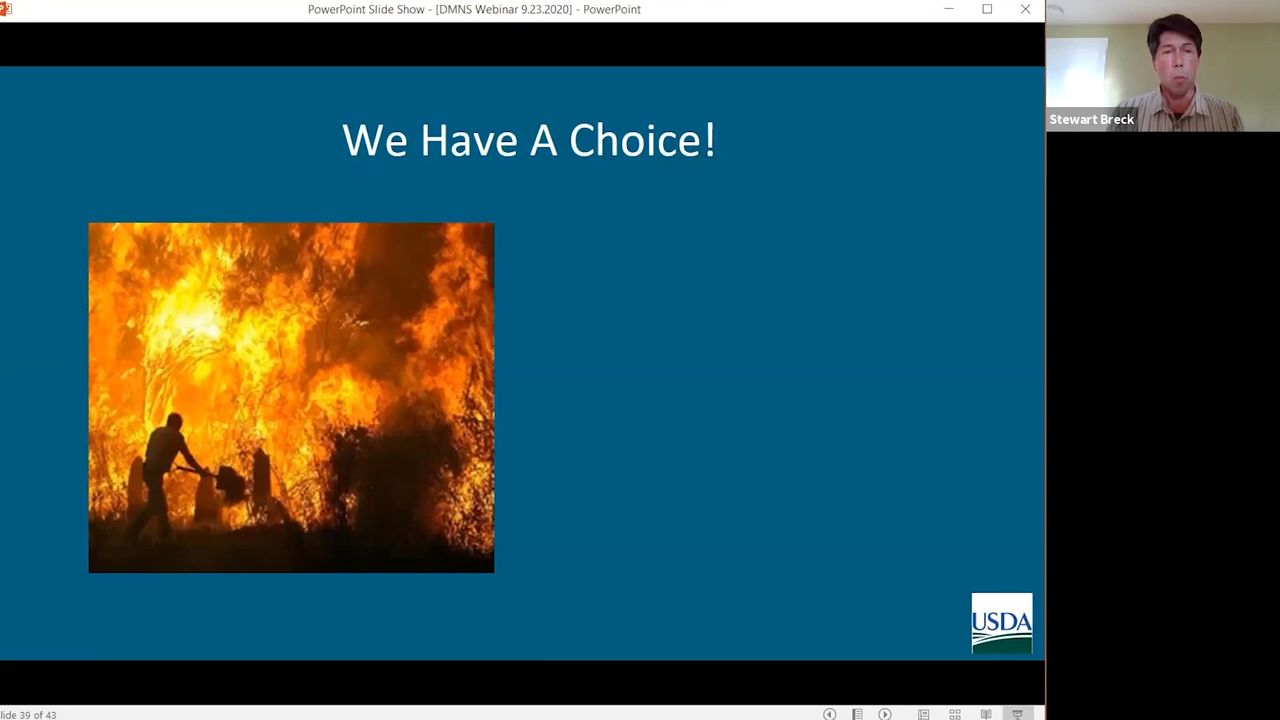 PowerPoint Slide Show - [DMNS Webinar 9.23.2020] - PowerPoint
Stewart Breck
We Have A Choice!
USDA
lide 39 of 43